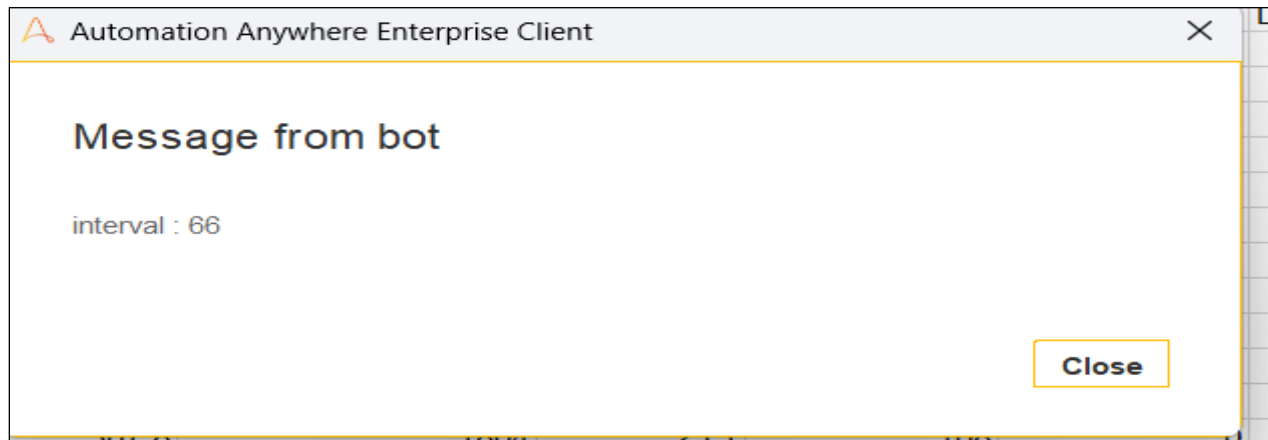 Automation Anywhere Enterprise Client
Message from bot
interval : 66
Close